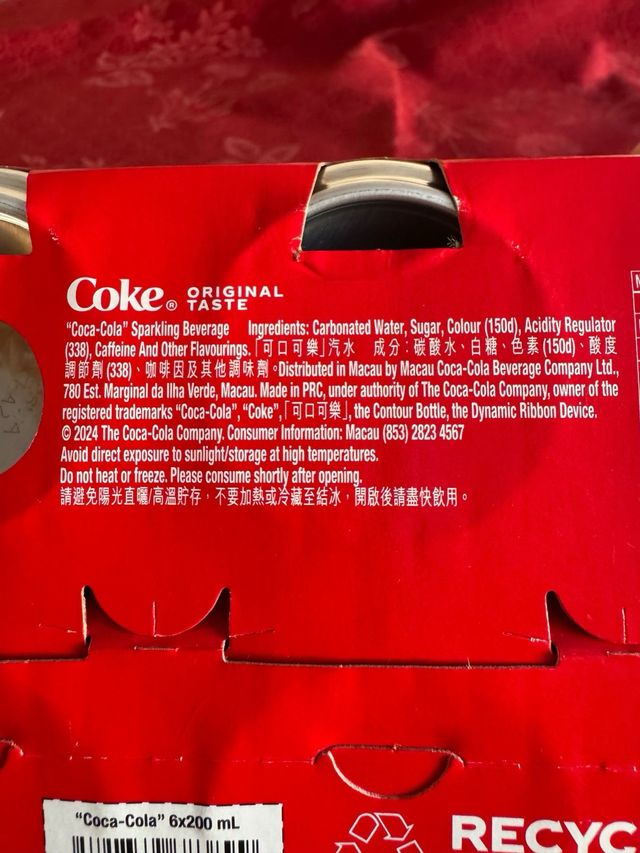 Coke® ORIGINAL TASTE
“Coca-Cola” Sparkling Beverage Ingredients: Carbonated Water, Sugar, Colour (150d), Acidity Regulator
(338), Caffeine And Other Flavourings.「可口可樂」汽水 成分：碳酸水、白糖、色素 (150d)、酸度
調節劑 (338)、咖啡因及其他調味劑。Distributed in Macau by Macau Coca-Cola Beverage Company Ltd.,
780 Est. Marginal da Ilha Verde, Macau. Made in PRC, under authority of The Coca-Cola Company, owner of the
registered trademarks “Coca-Cola”, “Coke”,「可口可樂」, the Contour Bottle, the Dynamic Ribbon Device.
© 2024 The Coca-Cola Company. Consumer Information: Macau (853) 2823 4567
Avoid direct exposure to sunlight/storage at high temperatures.
Do not heat or freeze. Please consume shortly after opening.
請避免陽光直曬/高溫貯存，不要加熱或冷藏至結冰，開啟後請盡快飲用。
“Coca-Cola” 6x200 mL
RECYC